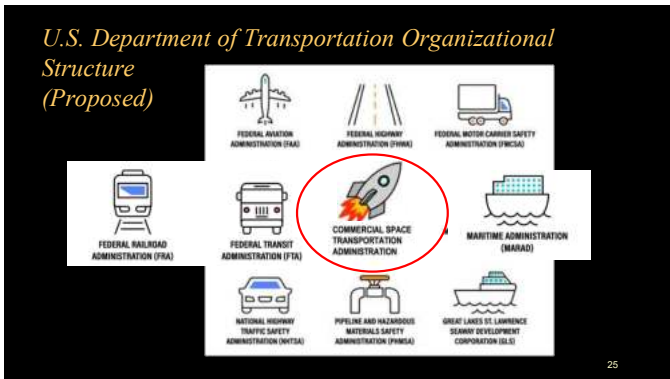 U.S. Department of Transportation Organizational
Structure
(Proposed)
FEDERAL AVIATION
ADMINISTRATION (FAA)
FEDERAL HIGHWAY
ADMINISTRATION (FHWA)
FEDERAL MOTOR CARRIER SAFETY
ADMINISTRATION (FMCSA)
FEDERAL RAILROAD
ADMINISTRATION (FRA)
FEDERAL TRANSIT
ADMINISTRATION (FTA)
COMMERCIAL SPACE
TRANSPORTATION
ADMINISTRATION
MARITIME ADMINISTRATION
(MARAD)
NATIONAL HIGHWAY
TRAFFIC SAFETY
ADMINISTRATION (NHTSA)
PIPELINE AND HAZARDOUS
MATERIALS SAFETY
ADMINISTRATION (PHMSA)
GREAT LAKES ST. LAWRENCE
SEAWAY DEVELOPMENT
CORPORATION (GLS)
25